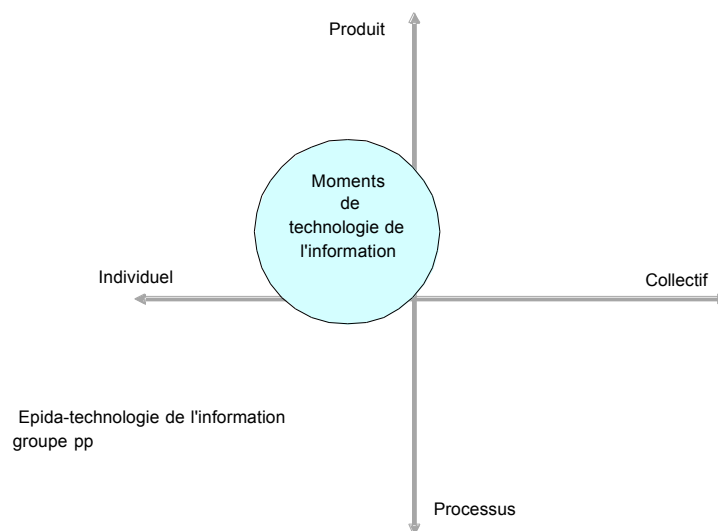 Produit
Moments
de
technologie de
l'information
Individuel
Collectif
Epida-technologie de l'information
groupe pp
Processus